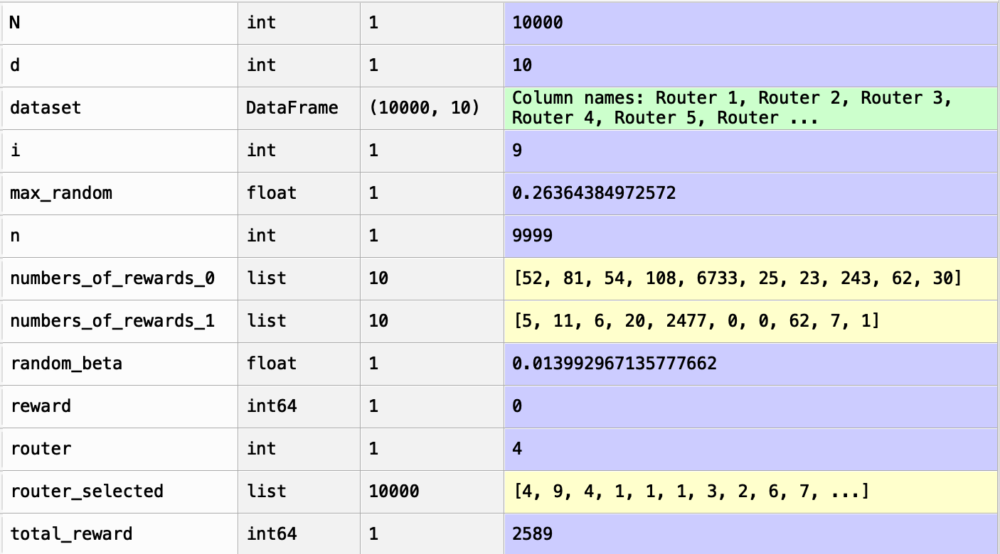 N int 1 10000
d int 1 10
dataset DataFrame (10000, 10) Column names: Router 1, Router 2, Router 3,
Router 4, Router 5, Router ...
i int 1 9
max_random float 1 0.26364384972572
n int 1 9999
numbers_of_rewards_0 list 10 [52, 81, 54, 108, 6733, 25, 23, 243, 62, 30]
numbers_of_rewards_1 list 10 [5, 11, 6, 20, 2477, 0, 0, 62, 7, 1]
random_beta float 1 0.013992967135777662
reward int64 1 0
router int 1 4
router_selected list 10000 [4, 9, 4, 1, 1, 1, 3, 2, 6, 7, ...]
total_reward int64 1 2589